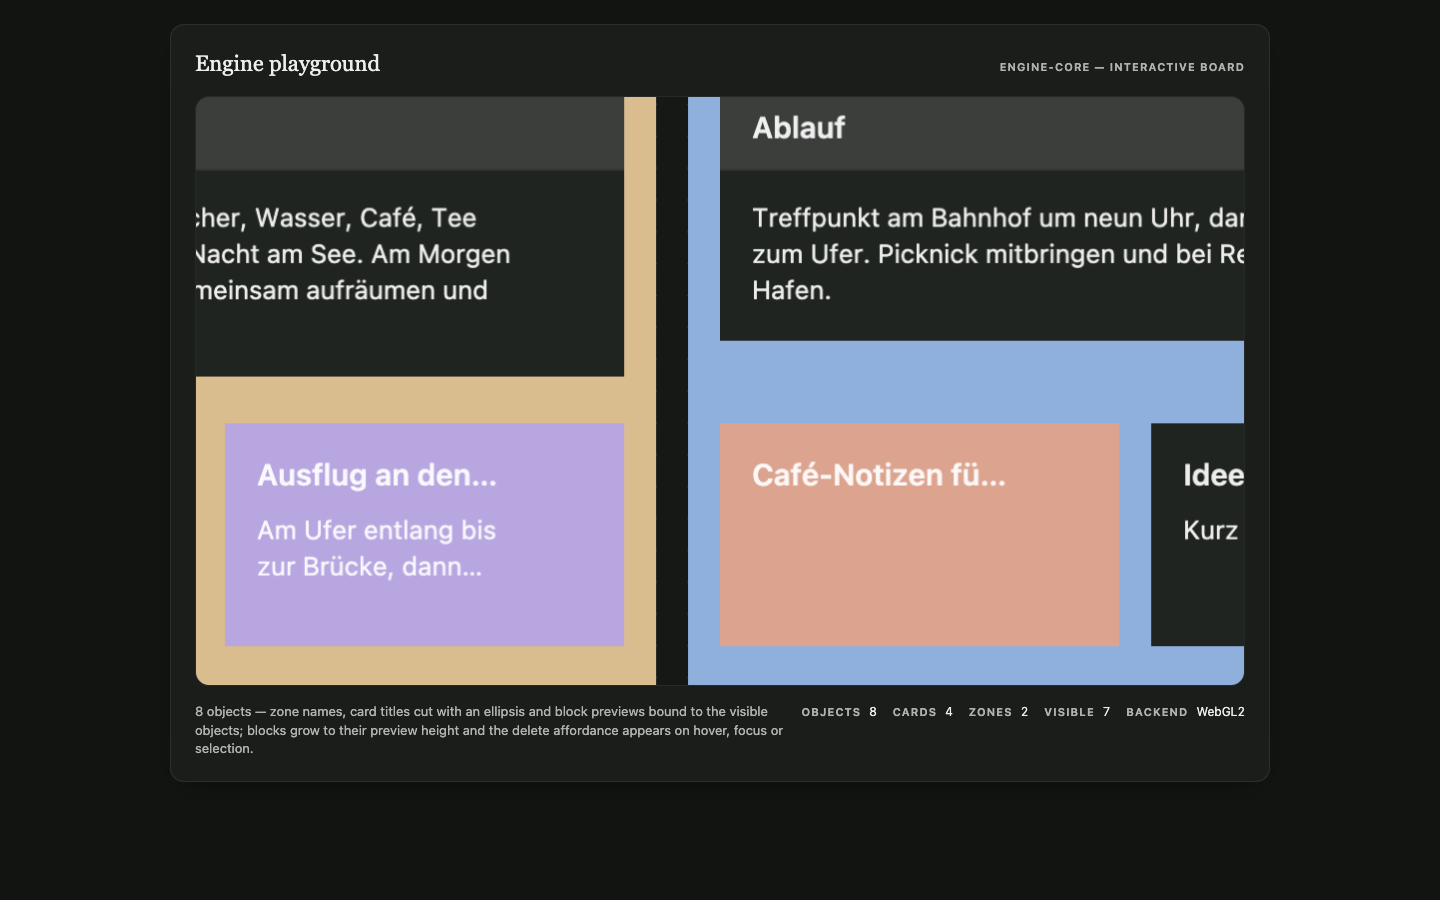 Engine playground
ENGINE-CORE — INTERACTIVE BOARD
Ablauf
cher, Wasser, Café, Tee
Nacht am See. Am Morgen
meinsam aufräumen und
Treffpunkt am Bahnhof um neun Uhr, dar
zum Ufer. Picknick mitbringen und bei Re
Hafen.
Ausflug an den...
Am Ufer entlang bis
zur Brücke, dann...
Café-Notizen fü...
Idee
Kurz
8 objects — zone names, card titles cut with an ellipsis and block previews bound to the visible
objects; blocks grow to their preview height and the delete affordance appears on hover, focus or
selection.
OBJECTS 8 CARDS 4 ZONES 2 VISIBLE 7 BACKEND WebGL2